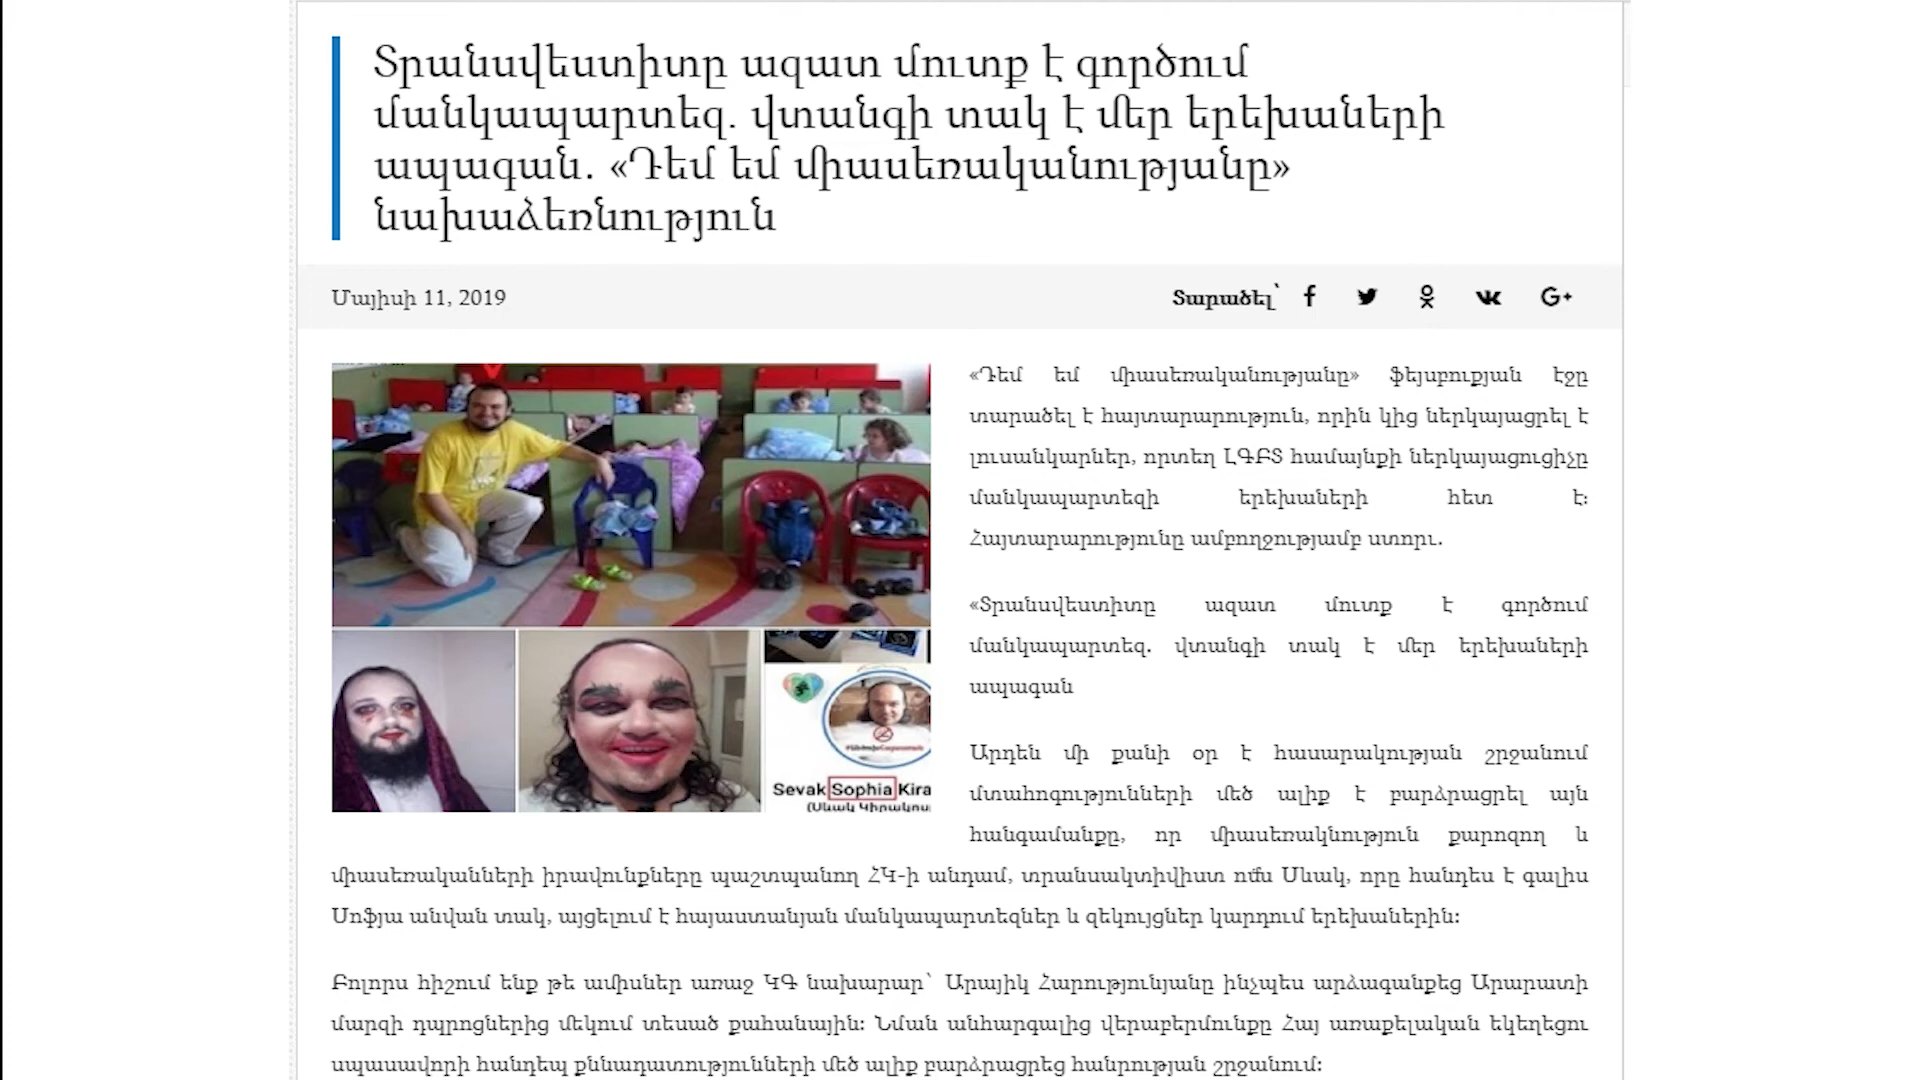 Տրանսվեստիտը ազատ մուտք է գործում
մանկապարտեզ. վտանգի տակ է մեր երեխաների
ապագան. «Դեմ եմ միասեռականությանը»
նախաձեռնություն
Մայիսի 11, 2019
Տարածել՝
«Դեմ եմ միասեռականությանը» ֆեյսբուքյան էջը
տարածել է հայտարարություն, որին կից ներկայացրել է
լուսանկարներ, որտեղ ԼԳԲՏ համայնքի ներկայացուցիչը
մանկապարտեզի երեխաների հետ է:
Հայտարարությունը ամբողջությամբ ստորև.
«Տրանսվեստիտը ազատ մուտք է գործում
մանկապարտեզ. վտանգի տակ է մեր երեխաների
ապագան
Sevak Sophia Kira
Արդեն մի քանի օր է հասարակության շրջանում
մտահոգությունների մեծ ալիք է բարձրացրել այն
հանգամանքը, որ միասեռակնություն քարոզող և
միասեռականների իրավունքները պաշտպանող ՀԿ-ի անդամ, տրանսակտիվիստ ոմն Սևակ, որը հանդես է գալիս
Սոֆյա անվան տակ, այցելում է հայաստանյան մանկապարտեզներ և զեկույցներ կարդում երեխաներին:
Բոլորս հիշում ենք թե ամիսներ առաջ ԿԳ նախարար` Արայիկ Հարությունյանը ինչպես արձագանքեց Արարատի
մարզի դպրոցներից մեկում տեսած քահանային: Նման անհարգալից վերաբերմունքը Հայ առաքելական եկեղեցու
սպասավորի հանդեպ քննադատությունների մեծ ալիք բարձրացրեց հանրության շրջանում: